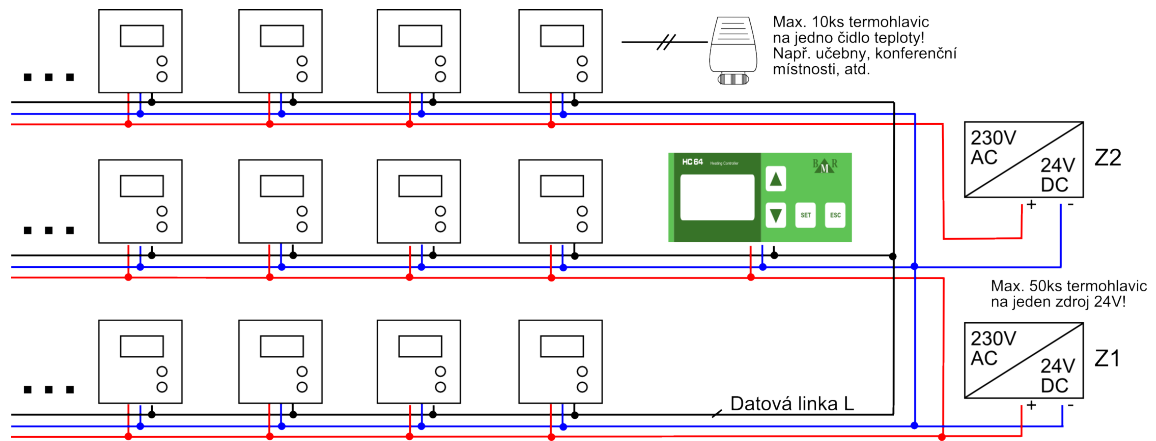 Max. 10ks termohlavic
na jedno čidlo teploty!
Např. učebny, konferenční
místnosti, atd.
230V
AC
24V
DC
Z2
+ -
HC 64 Heating Controller
BMR
SET
ESC
Max. 50ks termohlavic
na jeden zdroj 24V!
230V
AC
24V
DC
Z1
+ -
Datová linka L